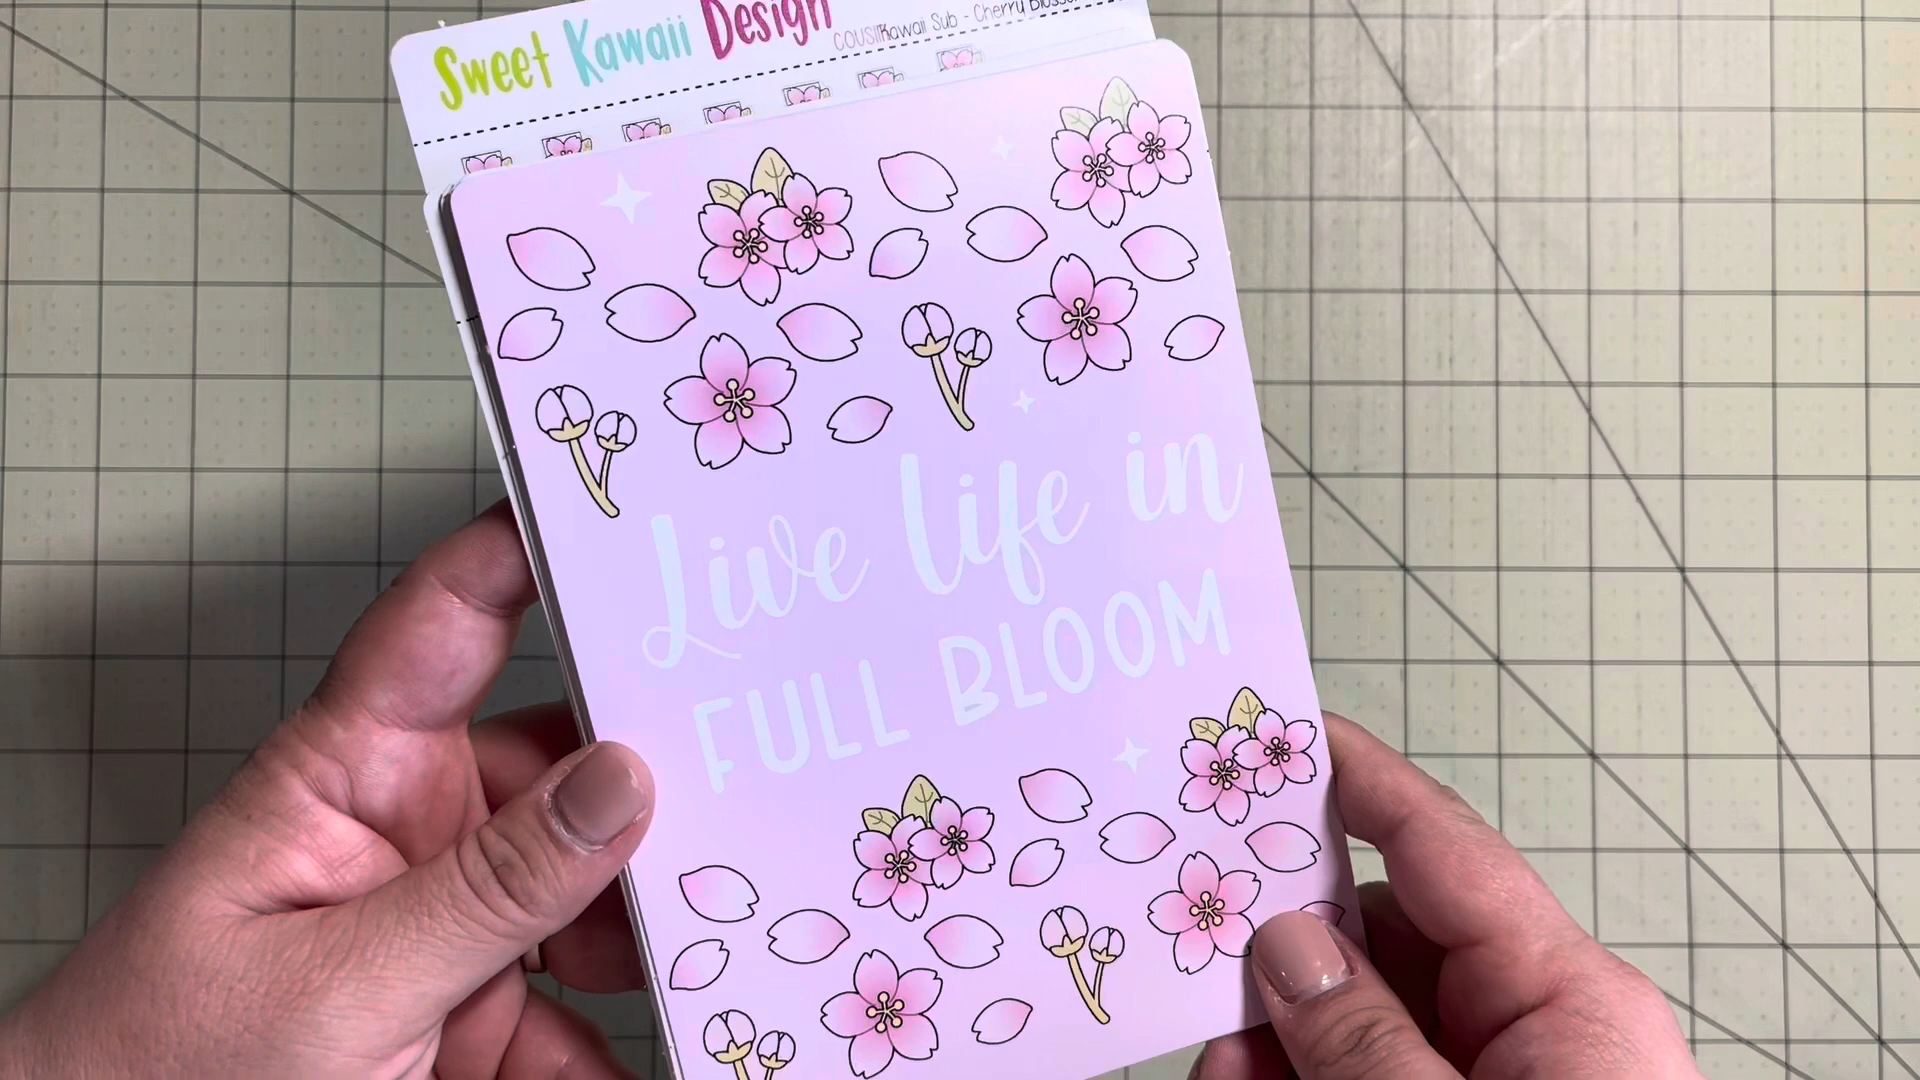 Sweet Kawaii Design
Kawaii Sub - Cherry
Live life in
FULL BLOOM